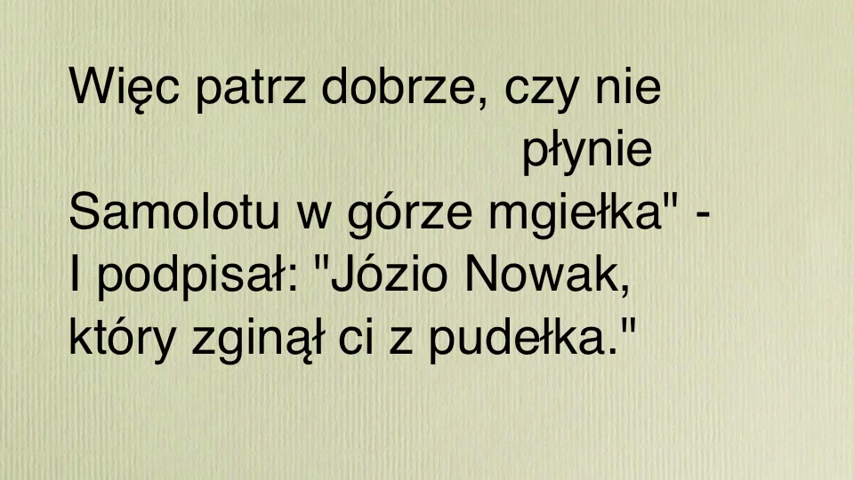 Więc patrz dobrze, czy nie
płynie
Samolotu w górze mgiełka" -
I podpisał: "Józio Nowak,
który zginął ci z pudełka."